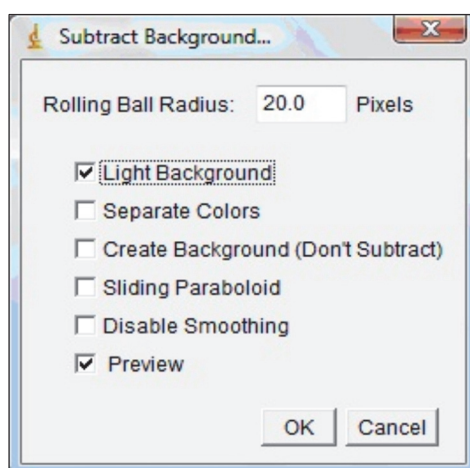 Subtract Background...
Rolling Ball Radius: 20.0 Pixels
Light Background
Separate Colors
Create Background (Don't Subtract)
Sliding Paraboloid
Disable Smoothing
Preview
OK Cancel